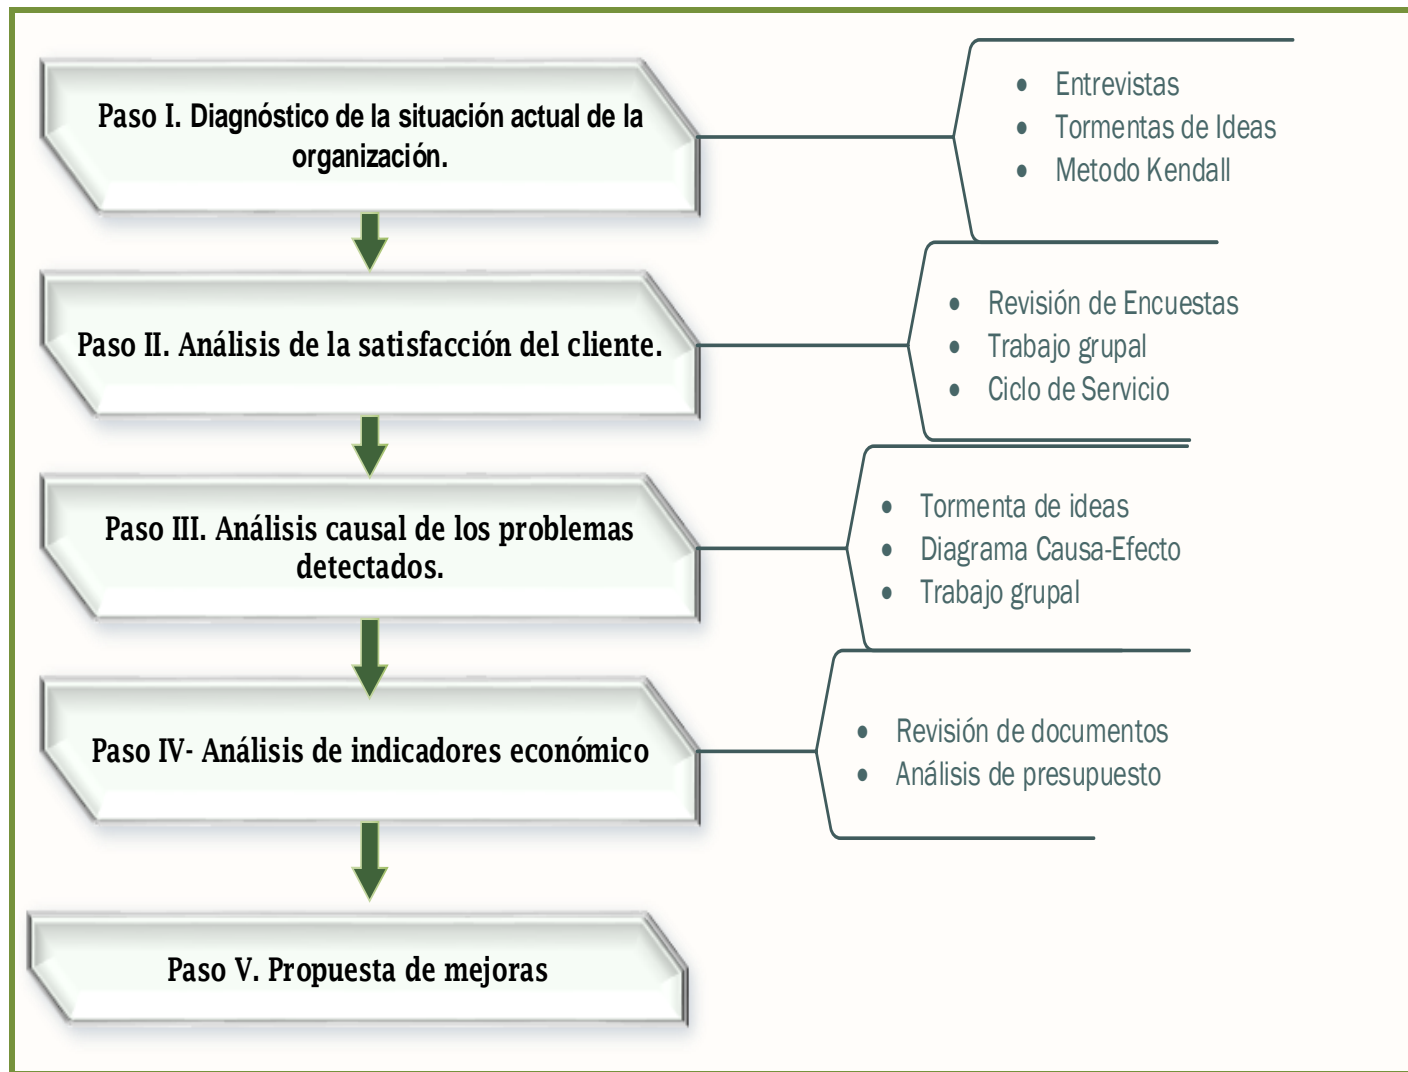 Paso I. Diagnóstico de la situación actual de la
organización.
• Entrevistas
• Tormentas de Ideas
• Metodo Kendall
Paso II. Análisis de la satisfacción del cliente.
• Revisión de Encuestas
• Trabajo grupal
• Ciclo de Servicio
Paso III. Análisis causal de los problemas
detectados.
• Tormenta de ideas
• Diagrama Causa-Efecto
• Trabajo grupal
Paso IV- Análisis de indicadores económico
• Revisión de documentos
• Análisis de presupuesto
Paso V. Propuesta de mejoras